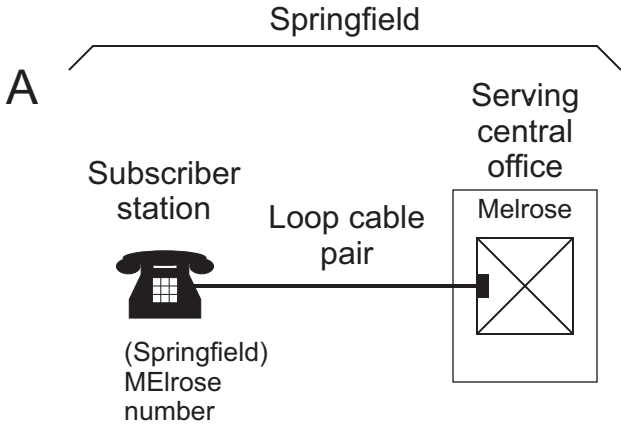 Springfield
A
Serving
central
office
Melrose
Subscriber
station
Loop cable
pair
(Springfield)
MElrose
number